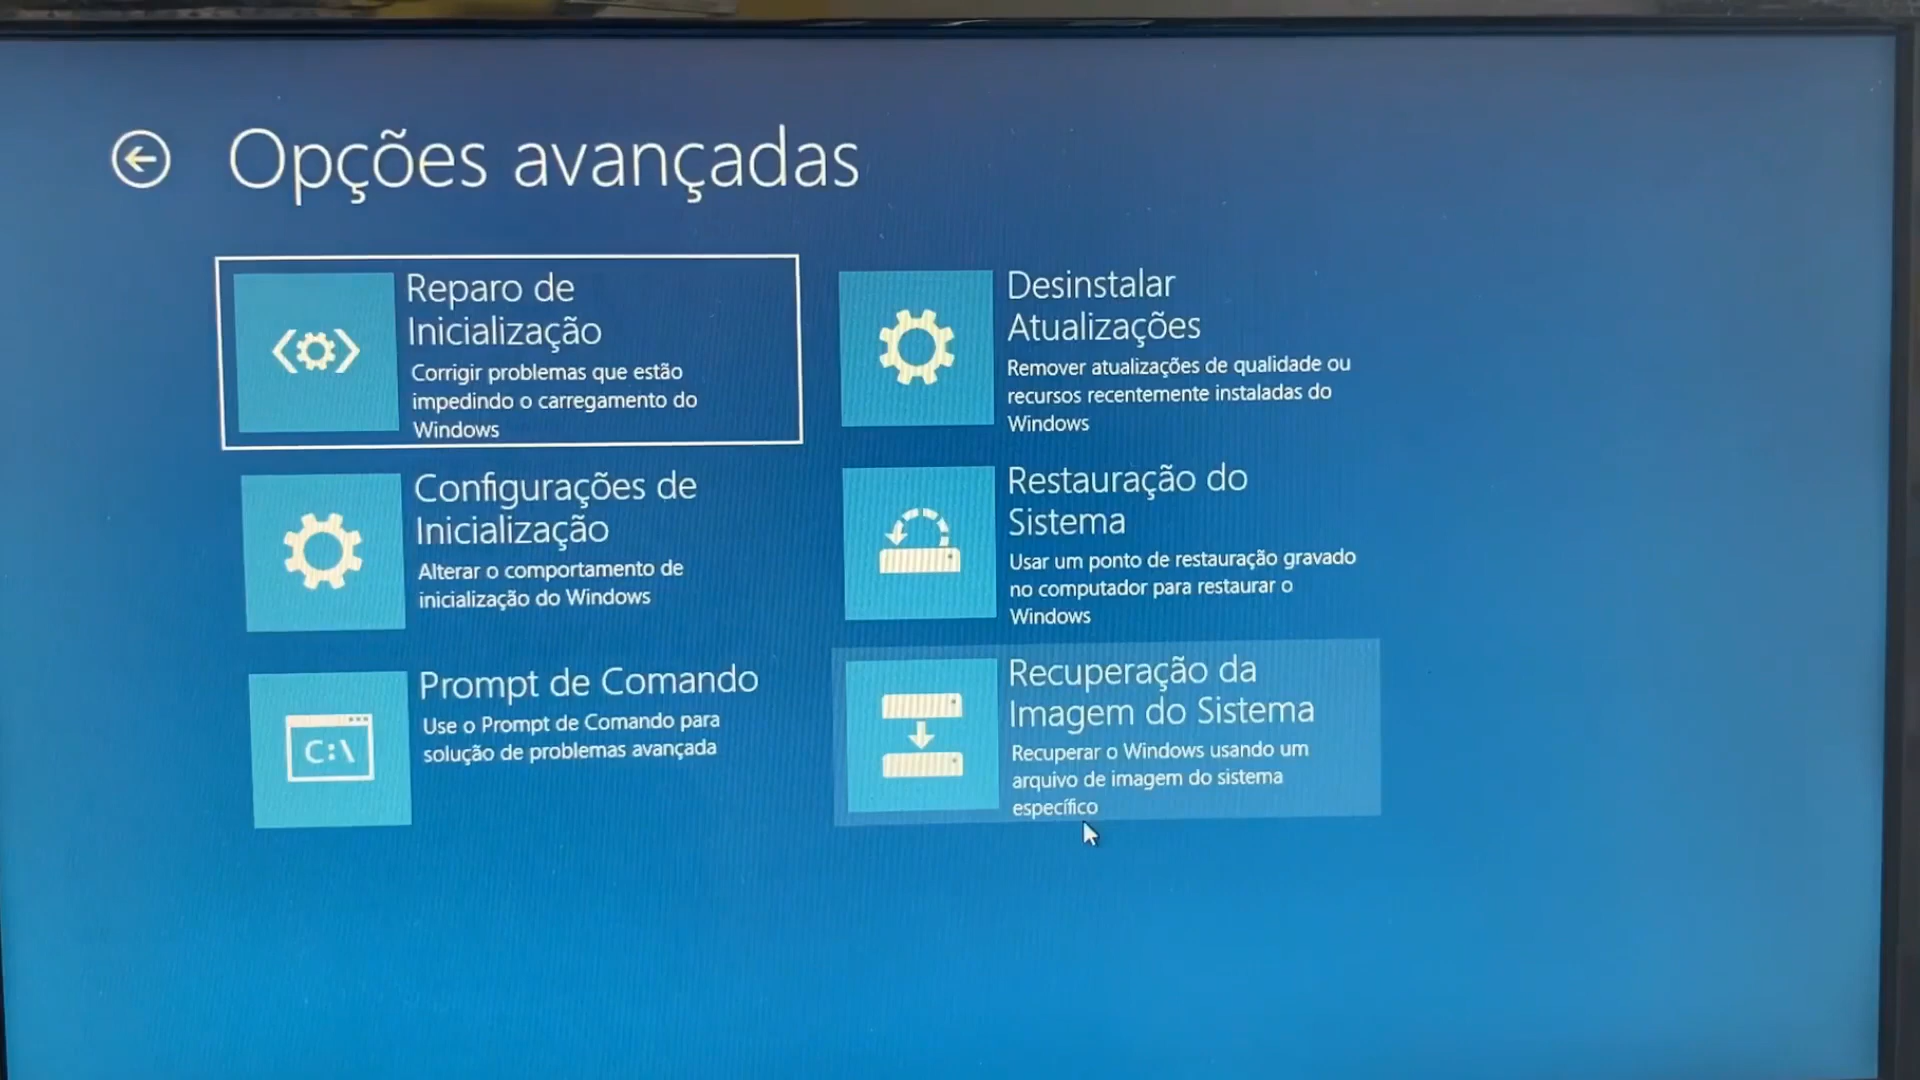 Opções avançadas
Reparo de
Inicialização
Corrigir problemas que estão
impedindo o carregamento do
Windows
Configurações de
Inicialização
Alterar o comportamento de
inicialização do Windows
C:\
Prompt de Comando
Use o Prompt de Comando para
solução de problemas avançada
Desinstalar
Atualizações
Remover atualizações de qualidade ou
recursos recentemente instaladas do
Windows
Restauração do
Sistema
Usar um ponto de restauração gravado
no computador para restaurar o
Windows
Recuperação da
Imagem do Sistema
Recuperar o Windows usando um
arquivo de imagem do sistema
específico